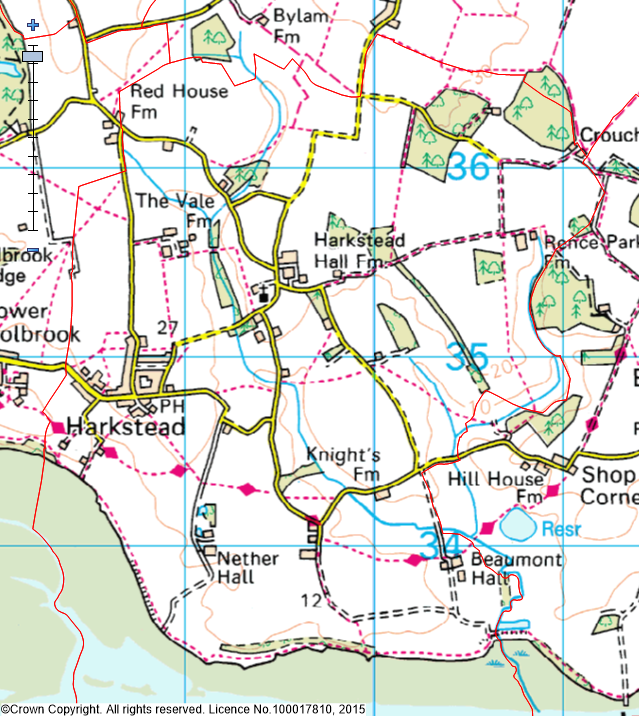 Bylam
Fm
Red House
Fm
Crouch
36
The Vale
Fm
Harkstead
Hall Fm
Rence Park
Fm
lbrook
dge
ower
olbrook
27
35
20
10
PH
Harkstead
Knight's
Fm
Hill House
Fm
Shop
Corne
Resr
34
Nether
Hall
Beaumont
Hall
12
©Crown Copyright. All rights reserved. Licence No.100017810, 2015